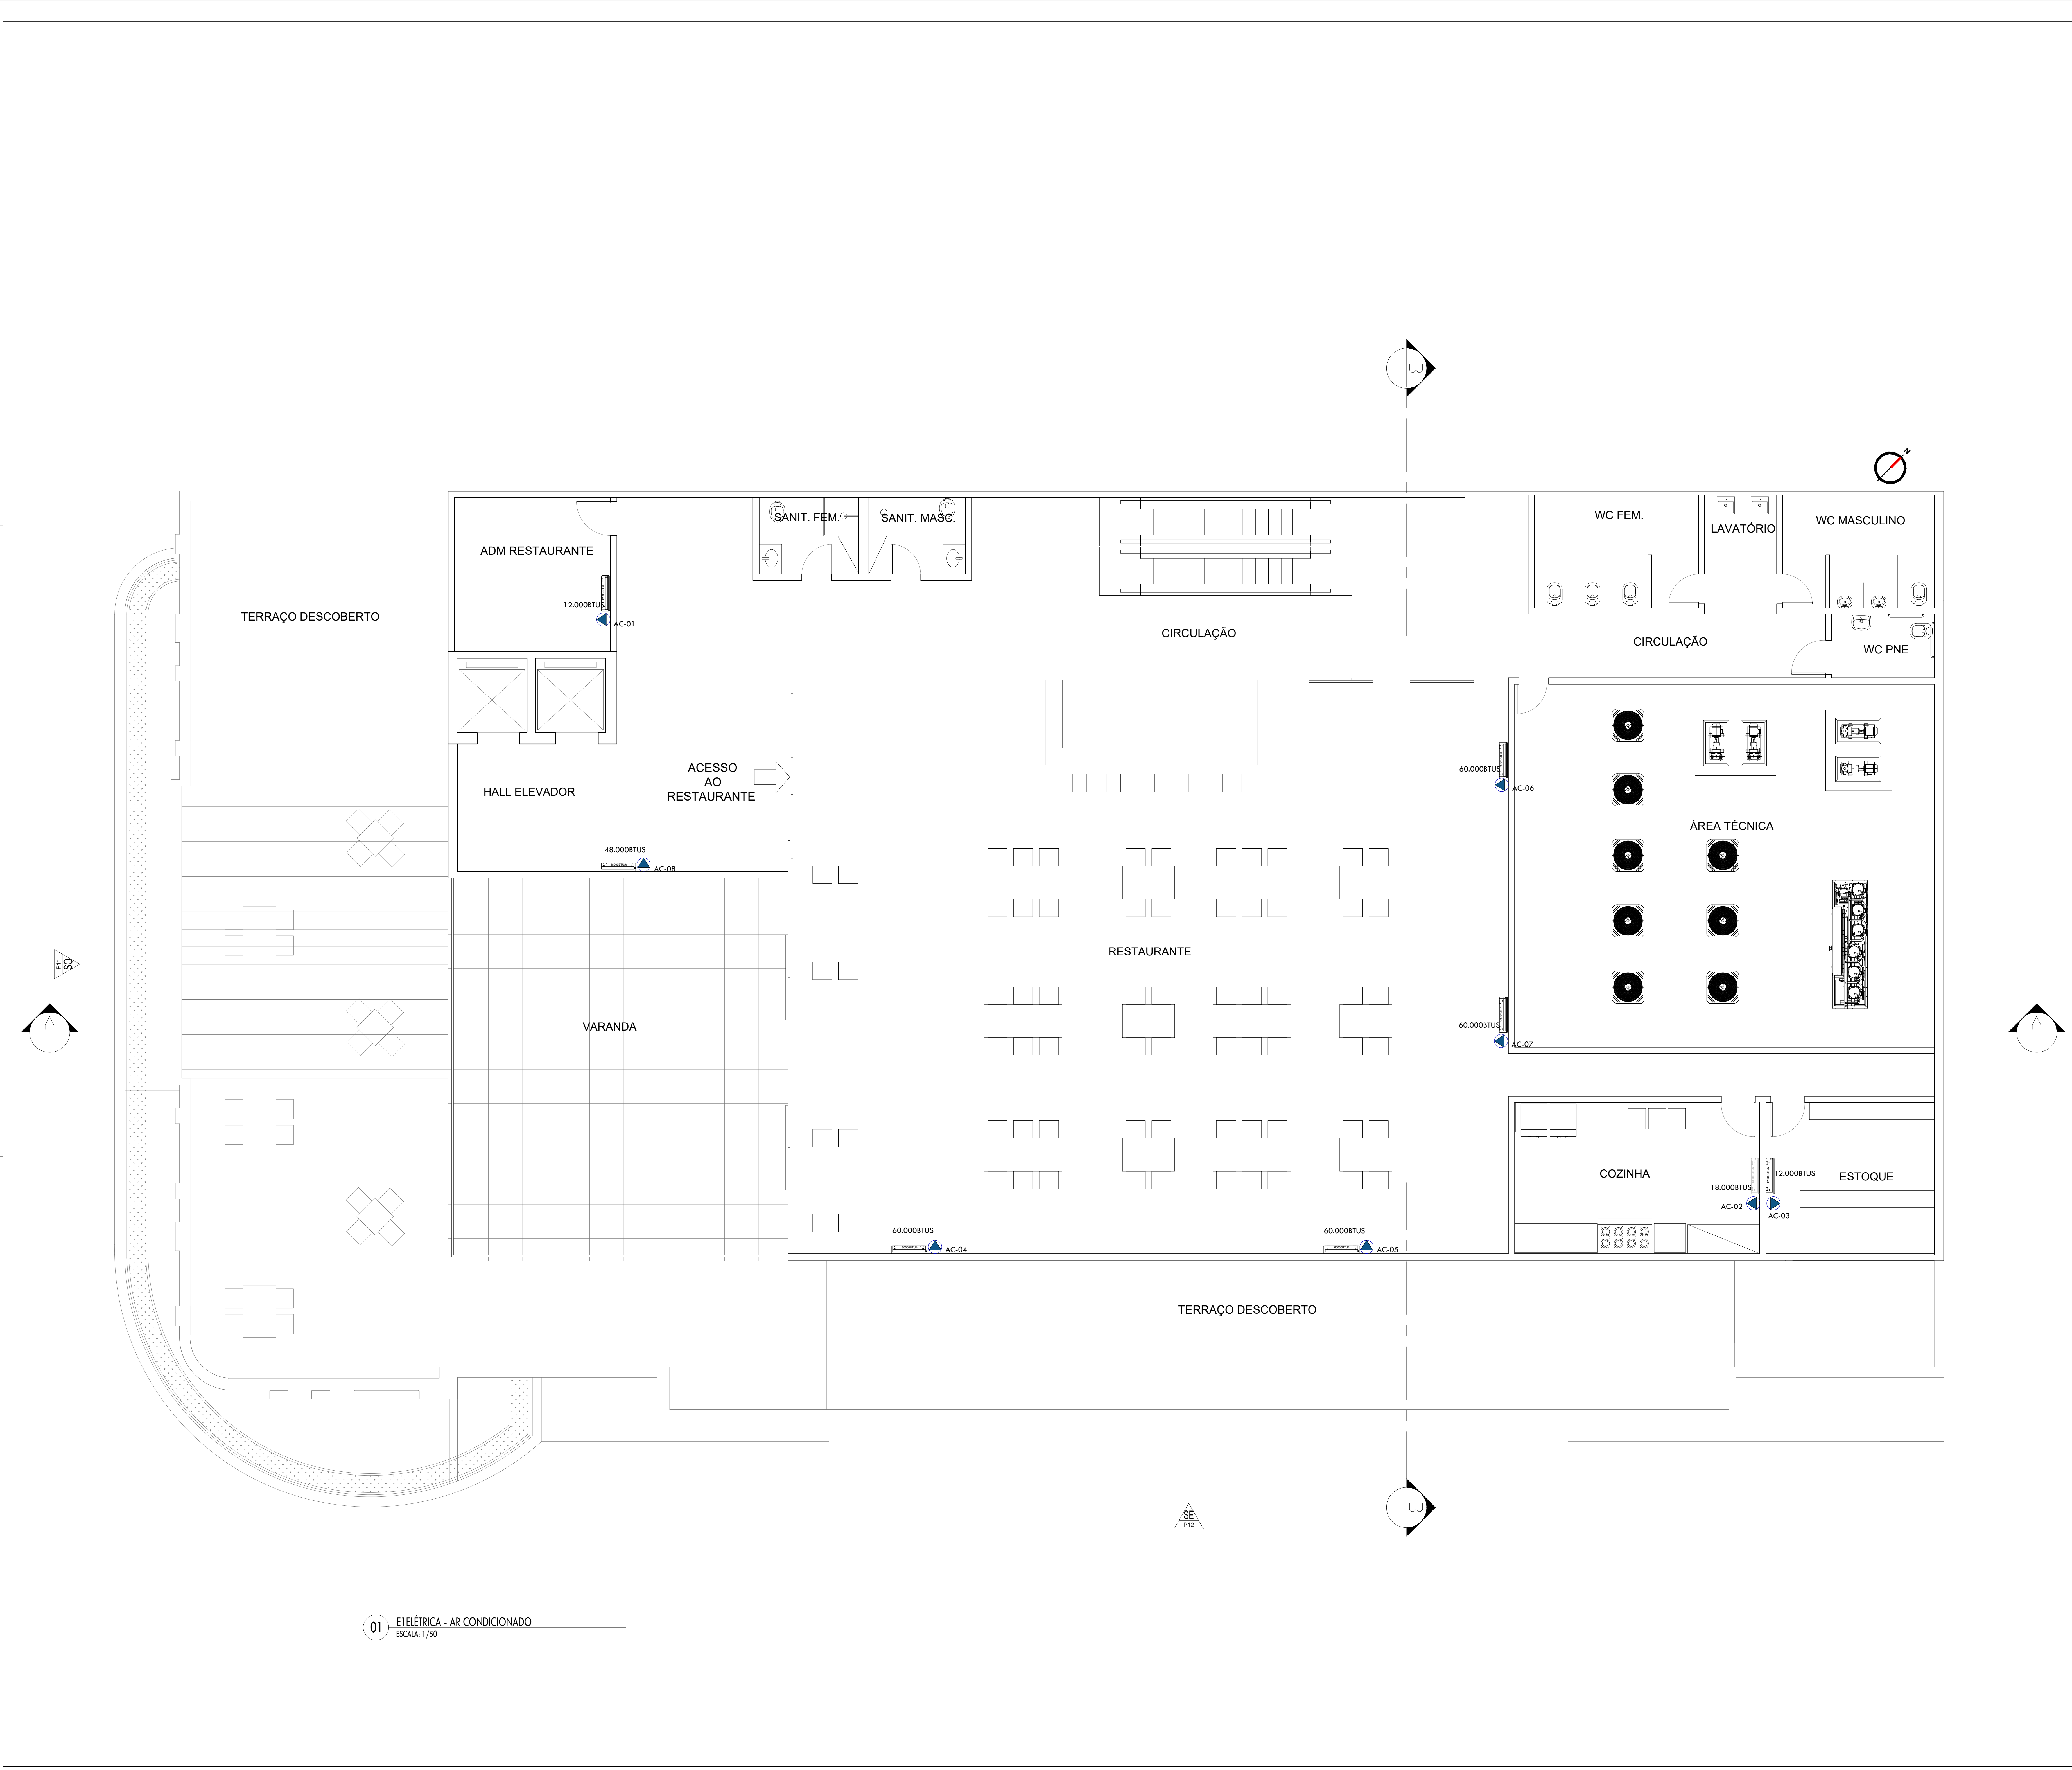 B
N
SANIT. FEM.
SANIT. MASC.
WC FEM.
LAVATÓRIO
WC MASCULINO
ADM RESTAURANTE
12.000BTUS
AC-01
TERRAÇO DESCOBERTO
CIRCULAÇÃO
CIRCULAÇÃO
WC PNE
ACESSO
AO
RESTAURANTE
HALL ELEVADOR
60.000BTUS
AC-06
ÁREA TÉCNICA
48.000BTUS
AC-08
RESTAURANTE
SO
P11
A
VARANDA
60.000BTUS
AC-07
A
COZINHA
18.000BTUS
AC-02
12.000BTUS
AC-03
ESTOQUE
60.000BTUS
AC-04
60.000BTUS
AC-05
TERRAÇO DESCOBERTO
B
SE
P12
01
E1ELÉTRICA - AR CONDICIONADO
ESCALA: 1/50